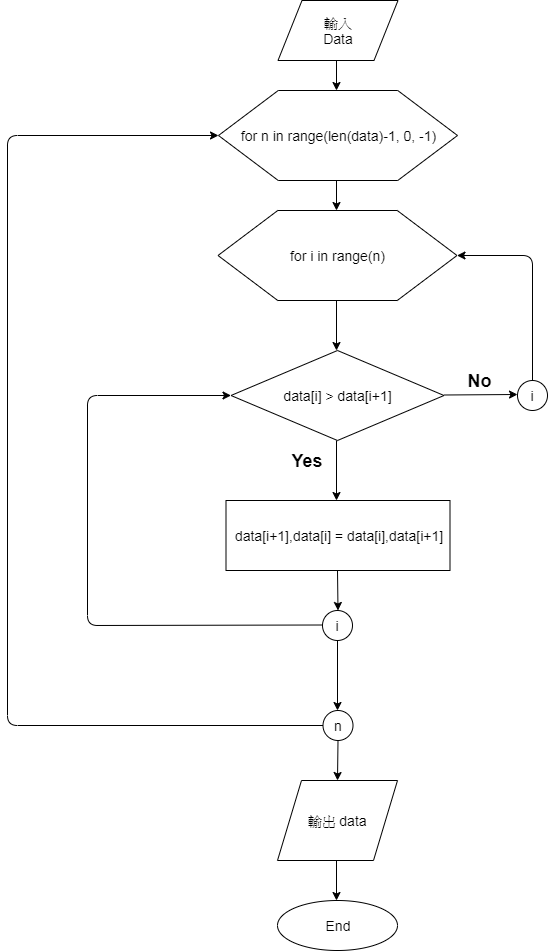 輸入
Data
for n in range(len(data)-1, 0, -1)
for i in range(n)
data[i] > data[i+1]
No
i
Yes
data[i+1],data[i] = data[i],data[i+1]
i
n
輸出 data
End